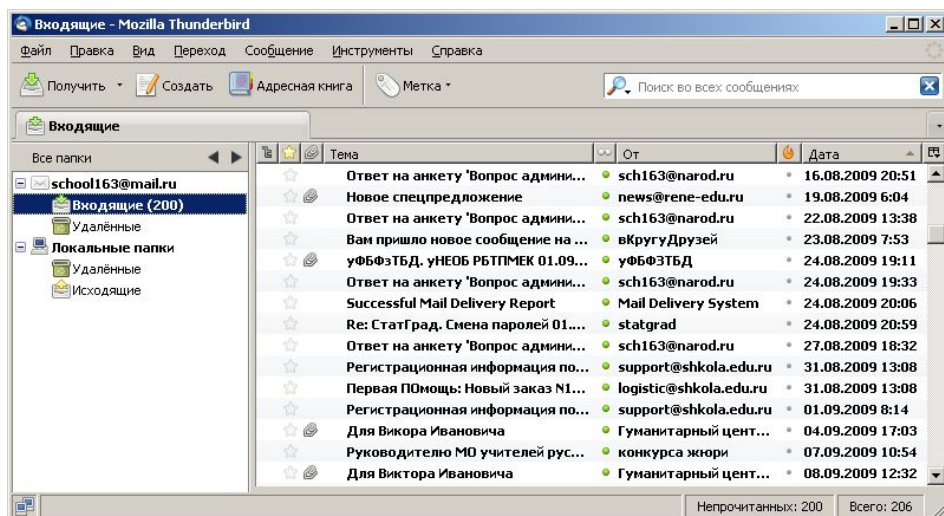 Входящие - Mozilla Thunderbird
Файл Правка Вид Переход Сообщение Инструменты Справка
Получить Создать Адресная книга Метка Поиск во всех сообщениях
Входящие
Все папки Тема От Дата
school163@mail.ru
Входящие (200)
Удалённые
Локальные папки
Удалённые
Исходящие
Ответ на анкету 'Вопрос админи... sch163@narod.ru 16.08.2009 20:51
Новое спецпредложение news@rene-edu.ru 19.08.2009 6:04
Ответ на анкету 'Вопрос админи... sch163@narod.ru 22.08.2009 13:38
Вам пришло новое сообщение на ... вКругуДрузей 23.08.2009 7:53
уФБФзТБД. уНЕОБ РБТПМЕК 01.09... уФБФЗТБД 24.08.2009 19:11
Ответ на анкету 'Вопрос админи... sch163@narod.ru 24.08.2009 19:33
Successful Mail Delivery Report Mail Delivery System 24.08.2009 20:06
Re: СтатГрад. Смена паролей 01.... statgrad 24.08.2009 20:59
Ответ на анкету 'Вопрос админи... sch163@narod.ru 27.08.2009 18:32
Регистрационная информация по... support@shkola.edu.ru 31.08.2009 13:08
Первая ПОмощь: Новый заказ N1... logistic@shkola.edu.ru 31.08.2009 13:08
Регистрационная информация по... support@shkola.edu.ru 01.09.2009 8:14
Для Викора Ивановича Гуманитарный цент... 04.09.2009 17:03
Руководителю МО учителей рус... конкурса жюри 07.09.2009 10:54
Для Виктора Ивановича Гуманитарный цент... 08.09.2009 12:32
Непрочитанных: 200 Всего: 206